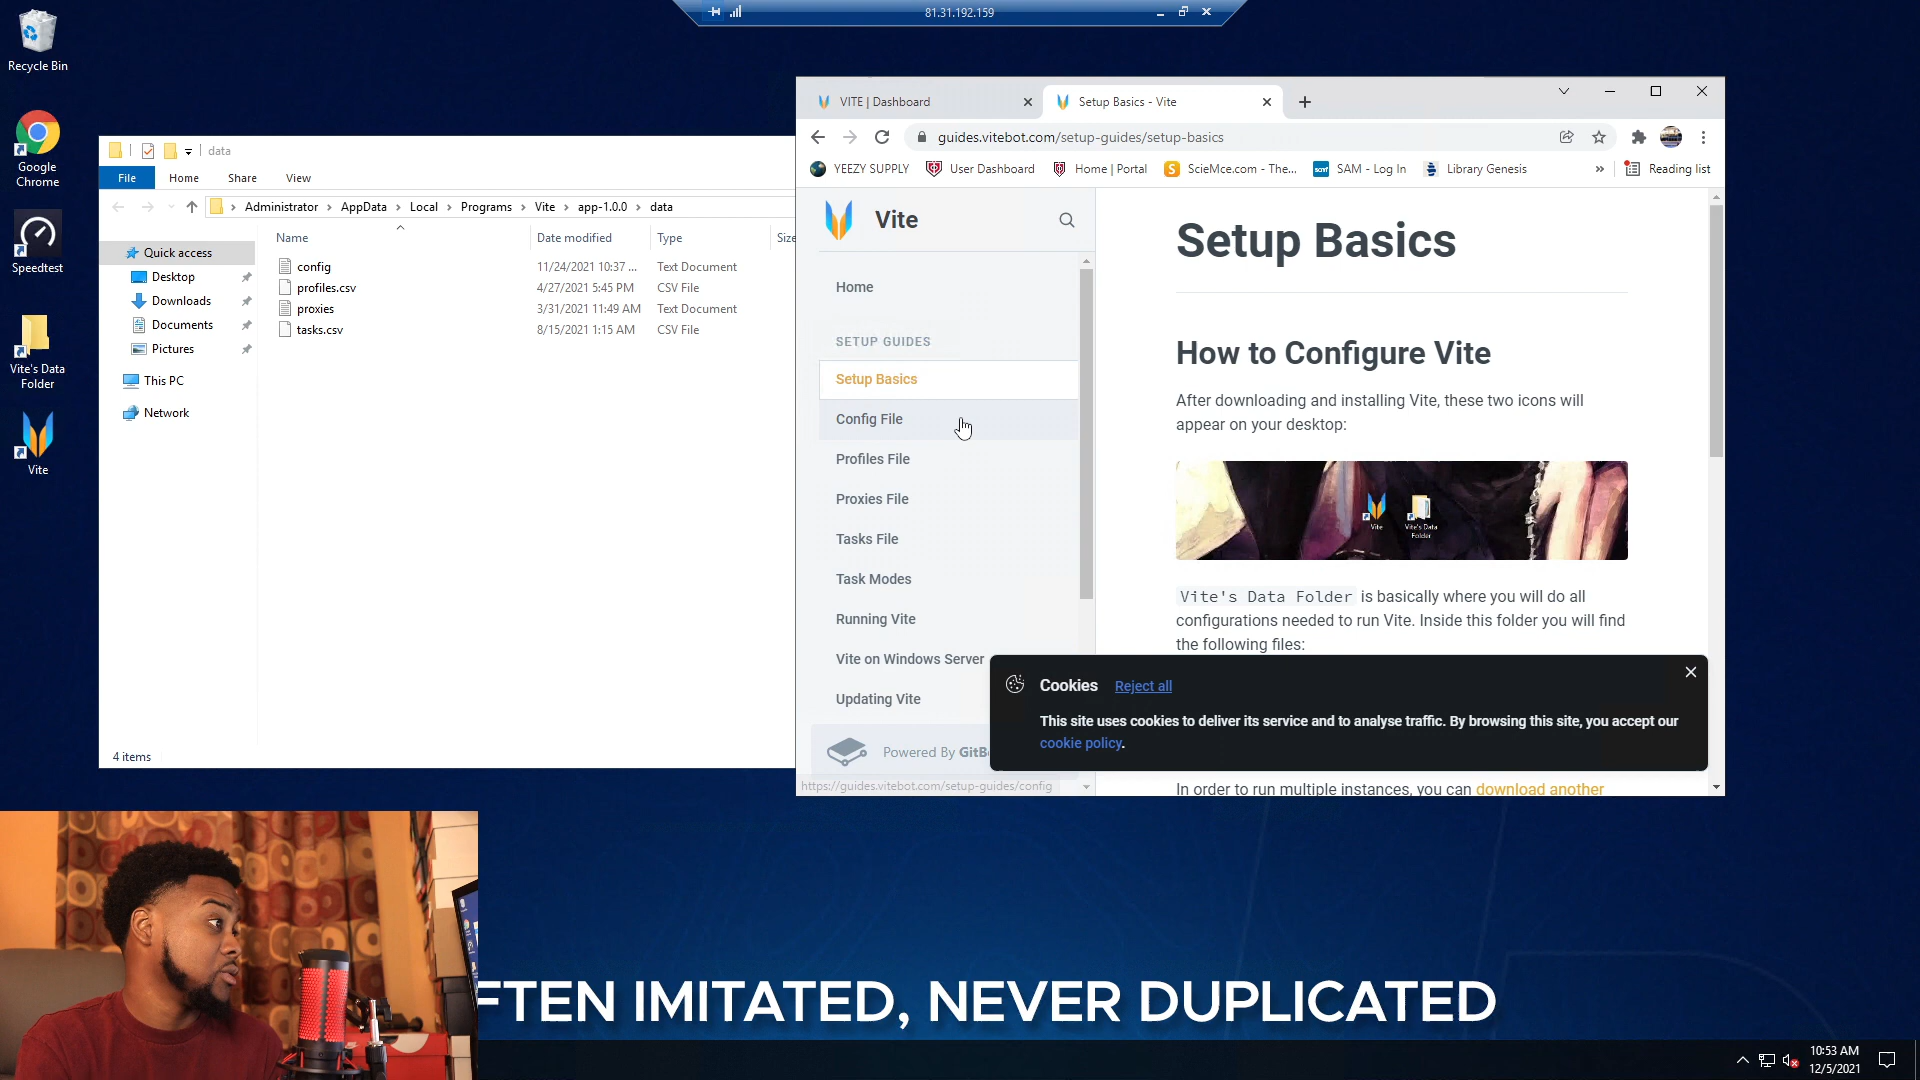 81.31.192.159
Recycle Bin
Google
Chrome
Speedtest
Vite's Data
Folder
Vite
data
File
Home
Share
View
Administrator
AppData
Local
Programs
Vite
app-1.0.0
data
Name
Date modified
Type
Size
config
11/24/2021 10:37 ...
Text Document
profiles.csv
4/27/2021 5:45 PM
CSV File
proxies
3/31/2021 11:49 AM
Text Document
tasks.csv
8/15/2021 1:15 AM
CSV File
Quick access
Desktop
Downloads
Documents
Pictures
This PC
Network
4 items
VITE | Dashboard
Setup Basics - Vite
guides.vitebot.com/setup-guides/setup-basics
YEEZY SUPPLY
User Dashboard
Home | Portal
ScieMce.com - The...
SAM - Log In
Library Genesis
»
Reading list
Vite
Home
SETUP GUIDES
Setup Basics
Config File
Profiles File
Proxies File
Tasks File
Task Modes
Running Vite
Vite on Windows Server
Updating Vite
Powered By GitB
https://guides.vitebot.com/setup-guides/config
Setup Basics
How to Configure Vite
After downloading and installing Vite, these two icons will
appear on your desktop:
Vite
Vite's Data
Folder
Vite's Data Folder is basically where you will do all
configurations needed to run Vite. Inside this folder you will find
the following files:
Cookies
Reject all
This site uses cookies to deliver its service and to analyse traffic. By browsing this site, you accept our
cookie policy.
In order to run multiple instances, you can download another
FTEN IMITATED, NEVER DUPLICATED
10:53 AM
12/5/2021